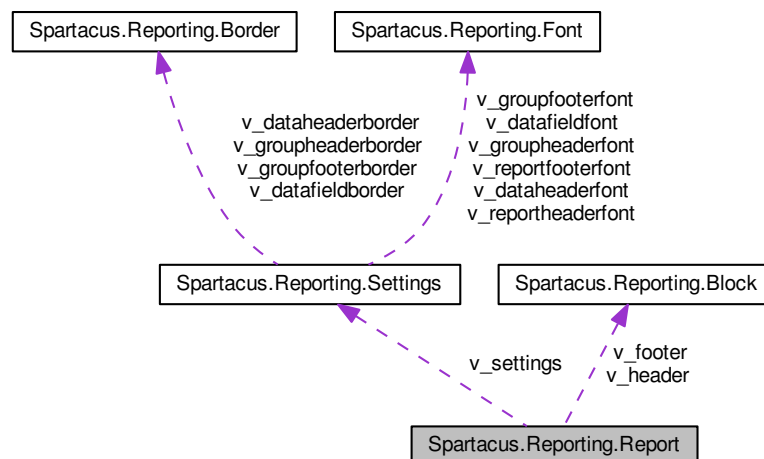 Spartacus.Reporting.Border
Spartacus.Reporting.Font
v_dataheaderborder
v_groupheaderborder
v_groupfooterborder
v_datafieldborder
v_groupfooterfont
v_datafieldfont
v_groupheaderfont
v_reportfooterfont
v_dataheaderfont
v_reportheaderfont
Spartacus.Reporting.Settings
Spartacus.Reporting.Block
v_settings
v_footer
v_header
Spartacus.Reporting.Report